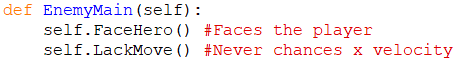 def EnemyMain(self):
    self.FaceHero() #Faces the player
    self.LackMove() #Never chances x velocity